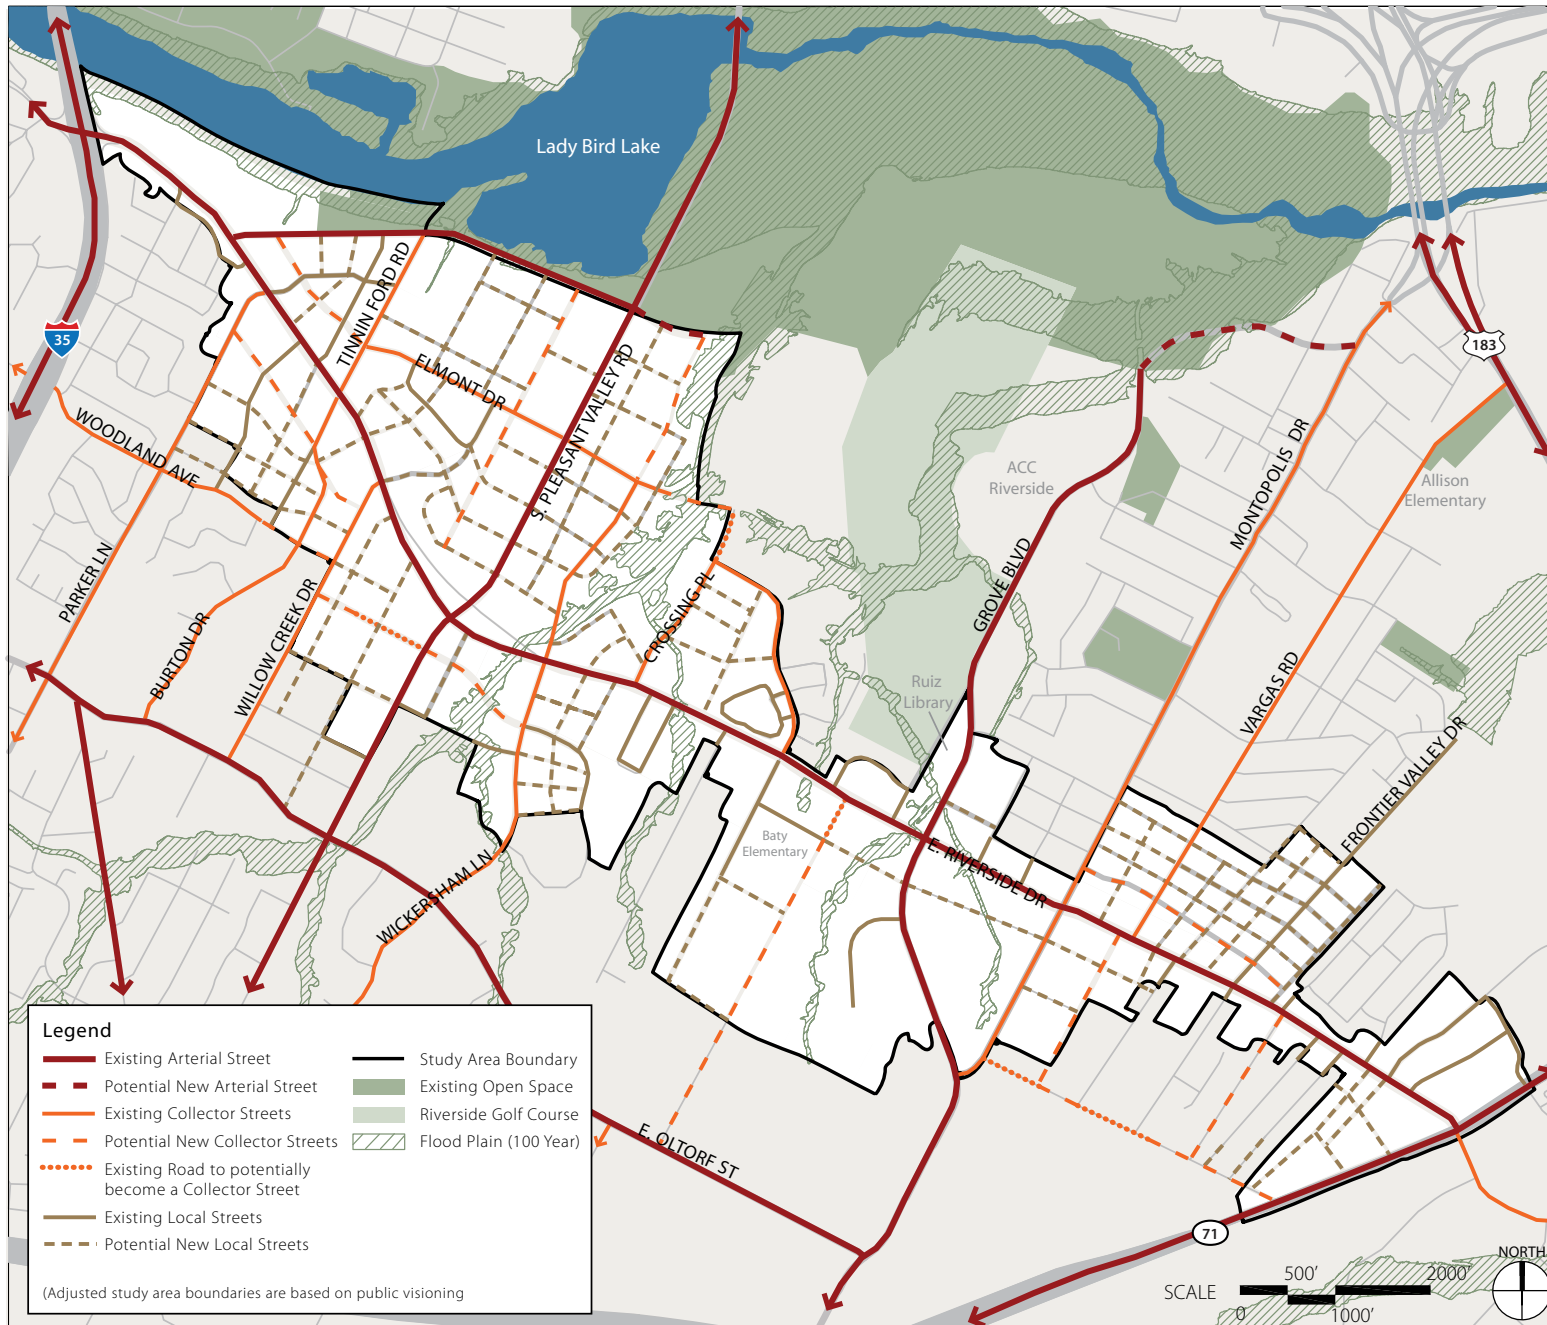 Lady Bird Lake
35
183
TINNIN FORD RD
ELMONT DR
S. PLEASANT VALLEY RD
WOODLAND AVE
PARKER LN
BURTON DR
WILLOW CREEK DR
CROSSING PL
WICKERSHAM LN
ACC
Riverside
GROVE BLVD
MONTOPOLIS DR
Allison
Elementary
VARGAS RD
FRONTIER VALLEY DR
Ruiz
Library
Baty
Elementary
E. RIVERSIDE DR
E. OLTORF ST
71
Legend
Existing Arterial Street
Potential New Arterial Street
Existing Collector Streets
Potential New Collector Streets
Existing Road to potentially
become a Collector Street
Existing Local Streets
Potential New Local Streets
Study Area Boundary
Existing Open Space
Riverside Golf Course
Flood Plain (100 Year)
(Adjusted study area boundaries are based on public visioning
SCALE
500’
2000’
0
1000’
NORTH